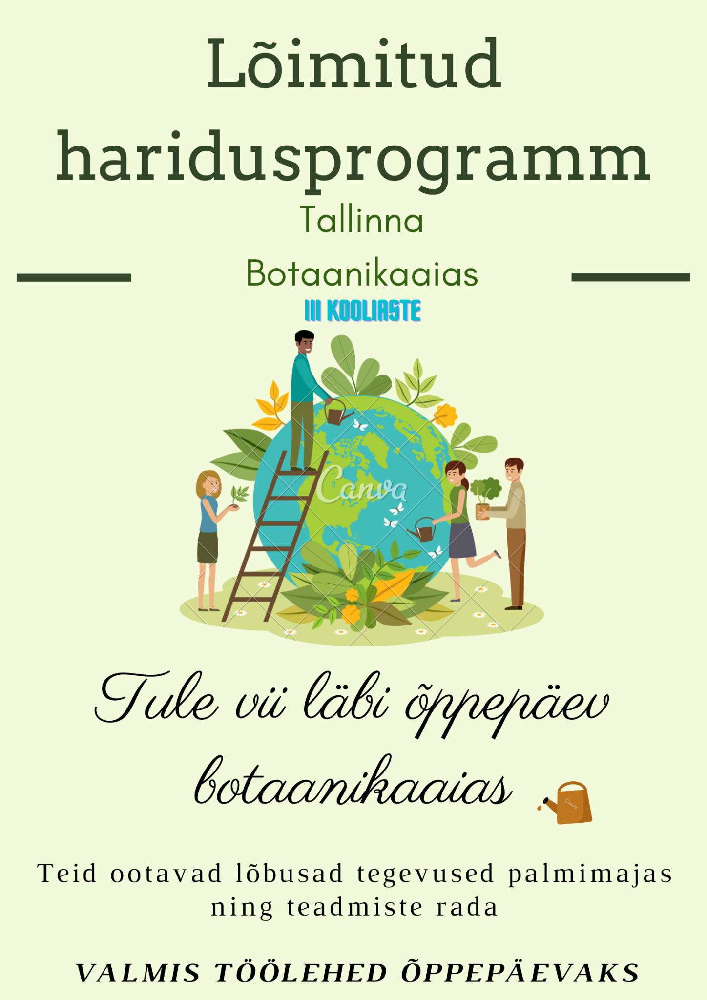 Lõimitud
haridusprogramm
Tallinna
Botaanikaaias
III KOOLIASTE
Canva
Tule vii läbi õppepäev
botaanikaaias
Canva
Teid ootavad lõbusad tegevused palmimajas
ning teadmiste rada
VALMIS TÖÖLEHED ÕPPEPÄEVAKS